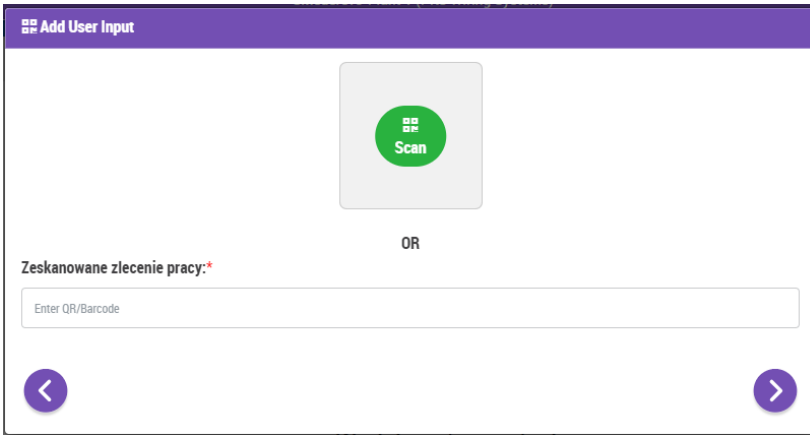 Add User Input
Scan
OR
Zeskanowane zlecenie pracy:*
Enter QR/Barcode